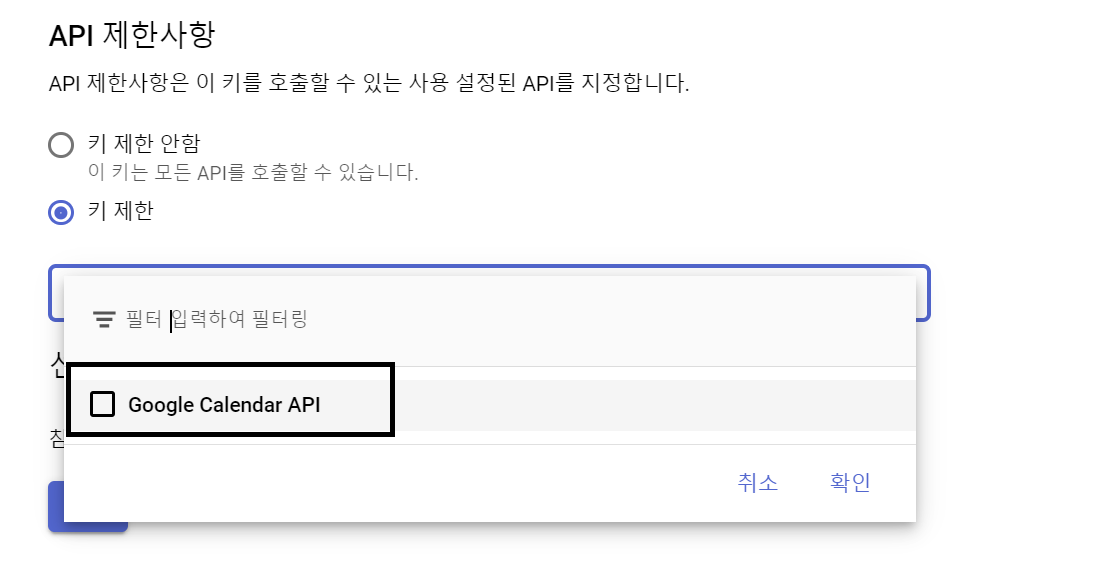 API 제한사항
API 제한사항은 이 키를 호출할 수 있는 사용 설정된 API를 지정합니다.
키 제한 안함
이 키는 모든 API를 호출할 수 있습니다.
키 제한
필터 입력하여 필터링
Google Calendar API
취소 확인